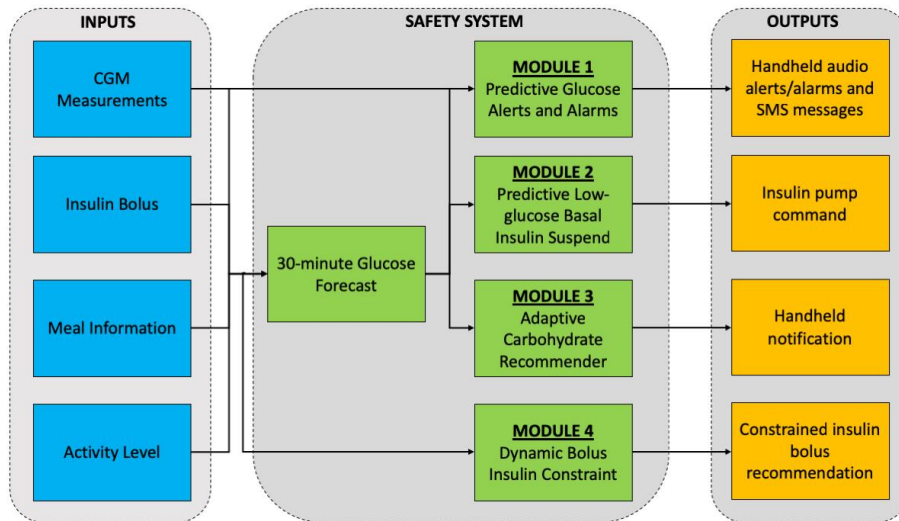 INPUTS
SAFETY SYSTEM
OUTPUTS
CGM
Measurements
MODULE 1
Predictive Glucose
Alerts and Alarms
Handheld audio
alerts/alarms and
SMS messages
Insulin Bolus
MODULE 2
Predictive Low-
glucose Basal
Insulin Suspend
Insulin pump
command
30-minute Glucose
Forecast
Meal Information
MODULE 3
Adaptive
Carbohydrate
Recommender
Handheld
notification
Activity Level
MODULE 4
Dynamic Bolus
Insulin Constraint
Constrained insulin
bolus
recommendation